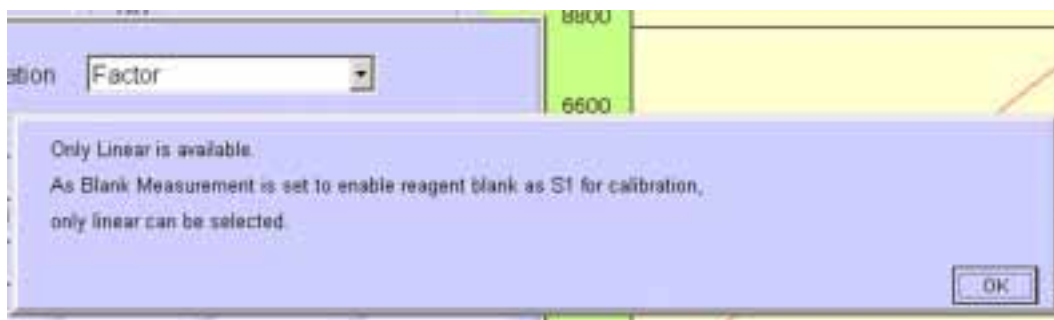 8800
ation Factor
6600
Only Linear is available.
As Blank Measurement is set to enable reagent blank as S1 for calibration,
only linear can be selected.
OK